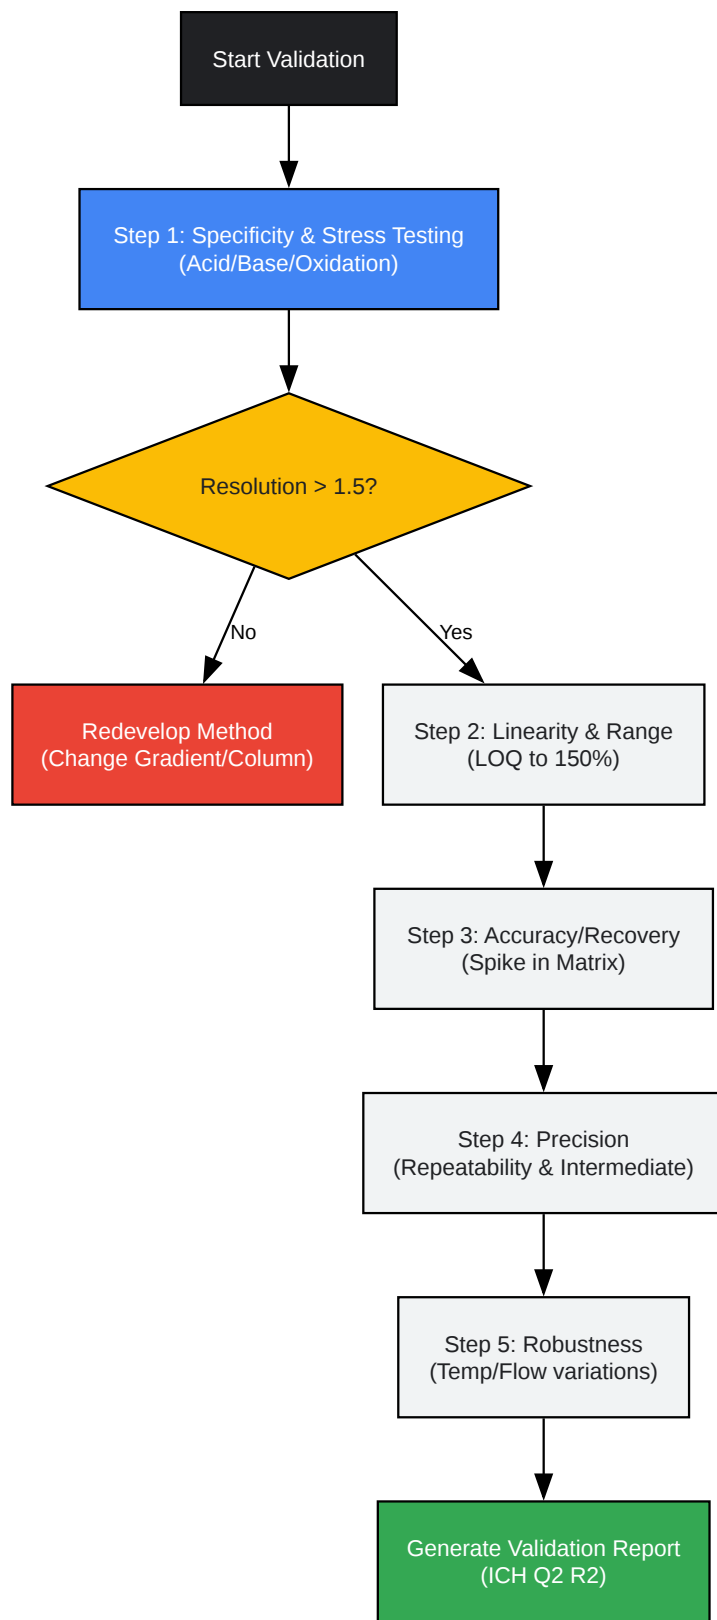 Start Validation
Step 1: Specificity & Stress Testing
(Acid/Base/Oxidation)
Resolution > 1.5?
No
Yes
Redevelop Method
(Change Gradient/Column)
Step 2: Linearity & Range
(LOQ to 150%)
Step 3: Accuracy/Recovery
(Spike in Matrix)
Step 4: Precision
(Repeatability & Intermediate)
Step 5: Robustness
(Temp/Flow variations)
Generate Validation Report
(ICH Q2 R2)